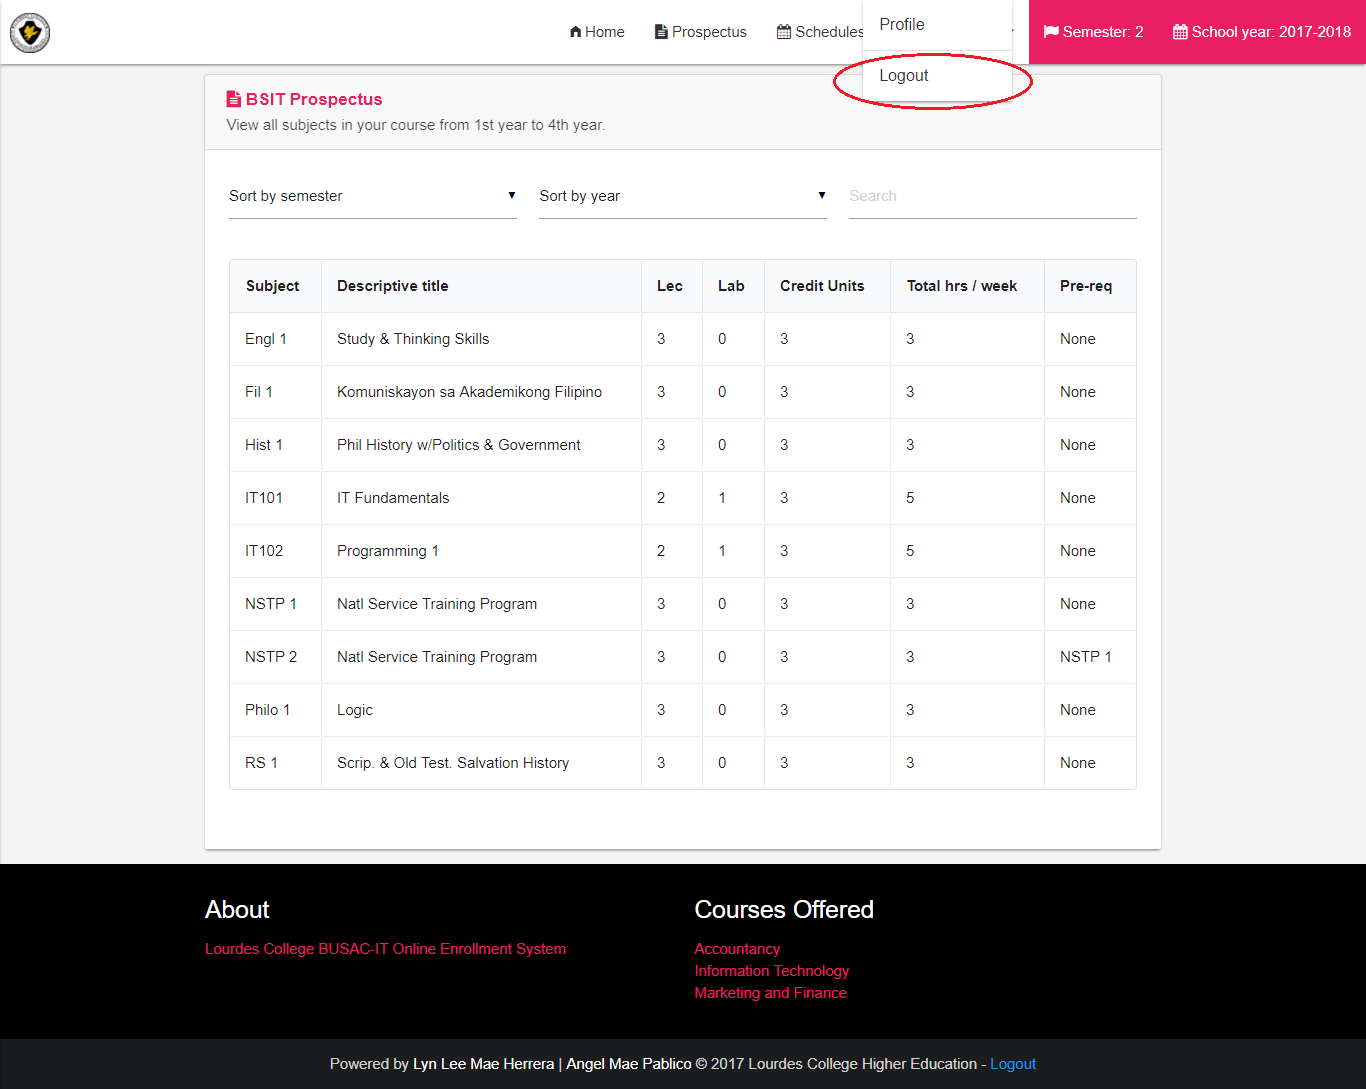 Home Prospectus Schedules Profile Semester: 2 School year: 2017-2018
Logout
BSIT Prospectus
View all subjects in your course from 1st year to 4th year.
Sort by semester Sort by year Search
Subject Descriptive title Lec Lab Credit Units Total hrs / week Pre-req
Engl 1 Study & Thinking Skills 3 0 3 3 None
Fil 1 Komuniskayon sa Akademikong Filipino 3 0 3 3 None
Hist 1 Phil History w/Politics & Government 3 0 3 3 None
IT101 IT Fundamentals 2 1 3 5 None
IT102 Programming 1 2 1 3 5 None
NSTP 1 Natl Service Training Program 3 0 3 3 None
NSTP 2 Natl Service Training Program 3 0 3 3 NSTP 1
Philo 1 Logic 3 0 3 3 None
RS 1 Scrip. & Old Test. Salvation History 3 0 3 3 None
About
Lourdes College BUSAC-IT Online Enrollment System
Courses Offered
Accountancy
Information Technology
Marketing and Finance
Powered by Lyn Lee Mae Herrera | Angel Mae Pablico © 2017 Lourdes College Higher Education - Logout